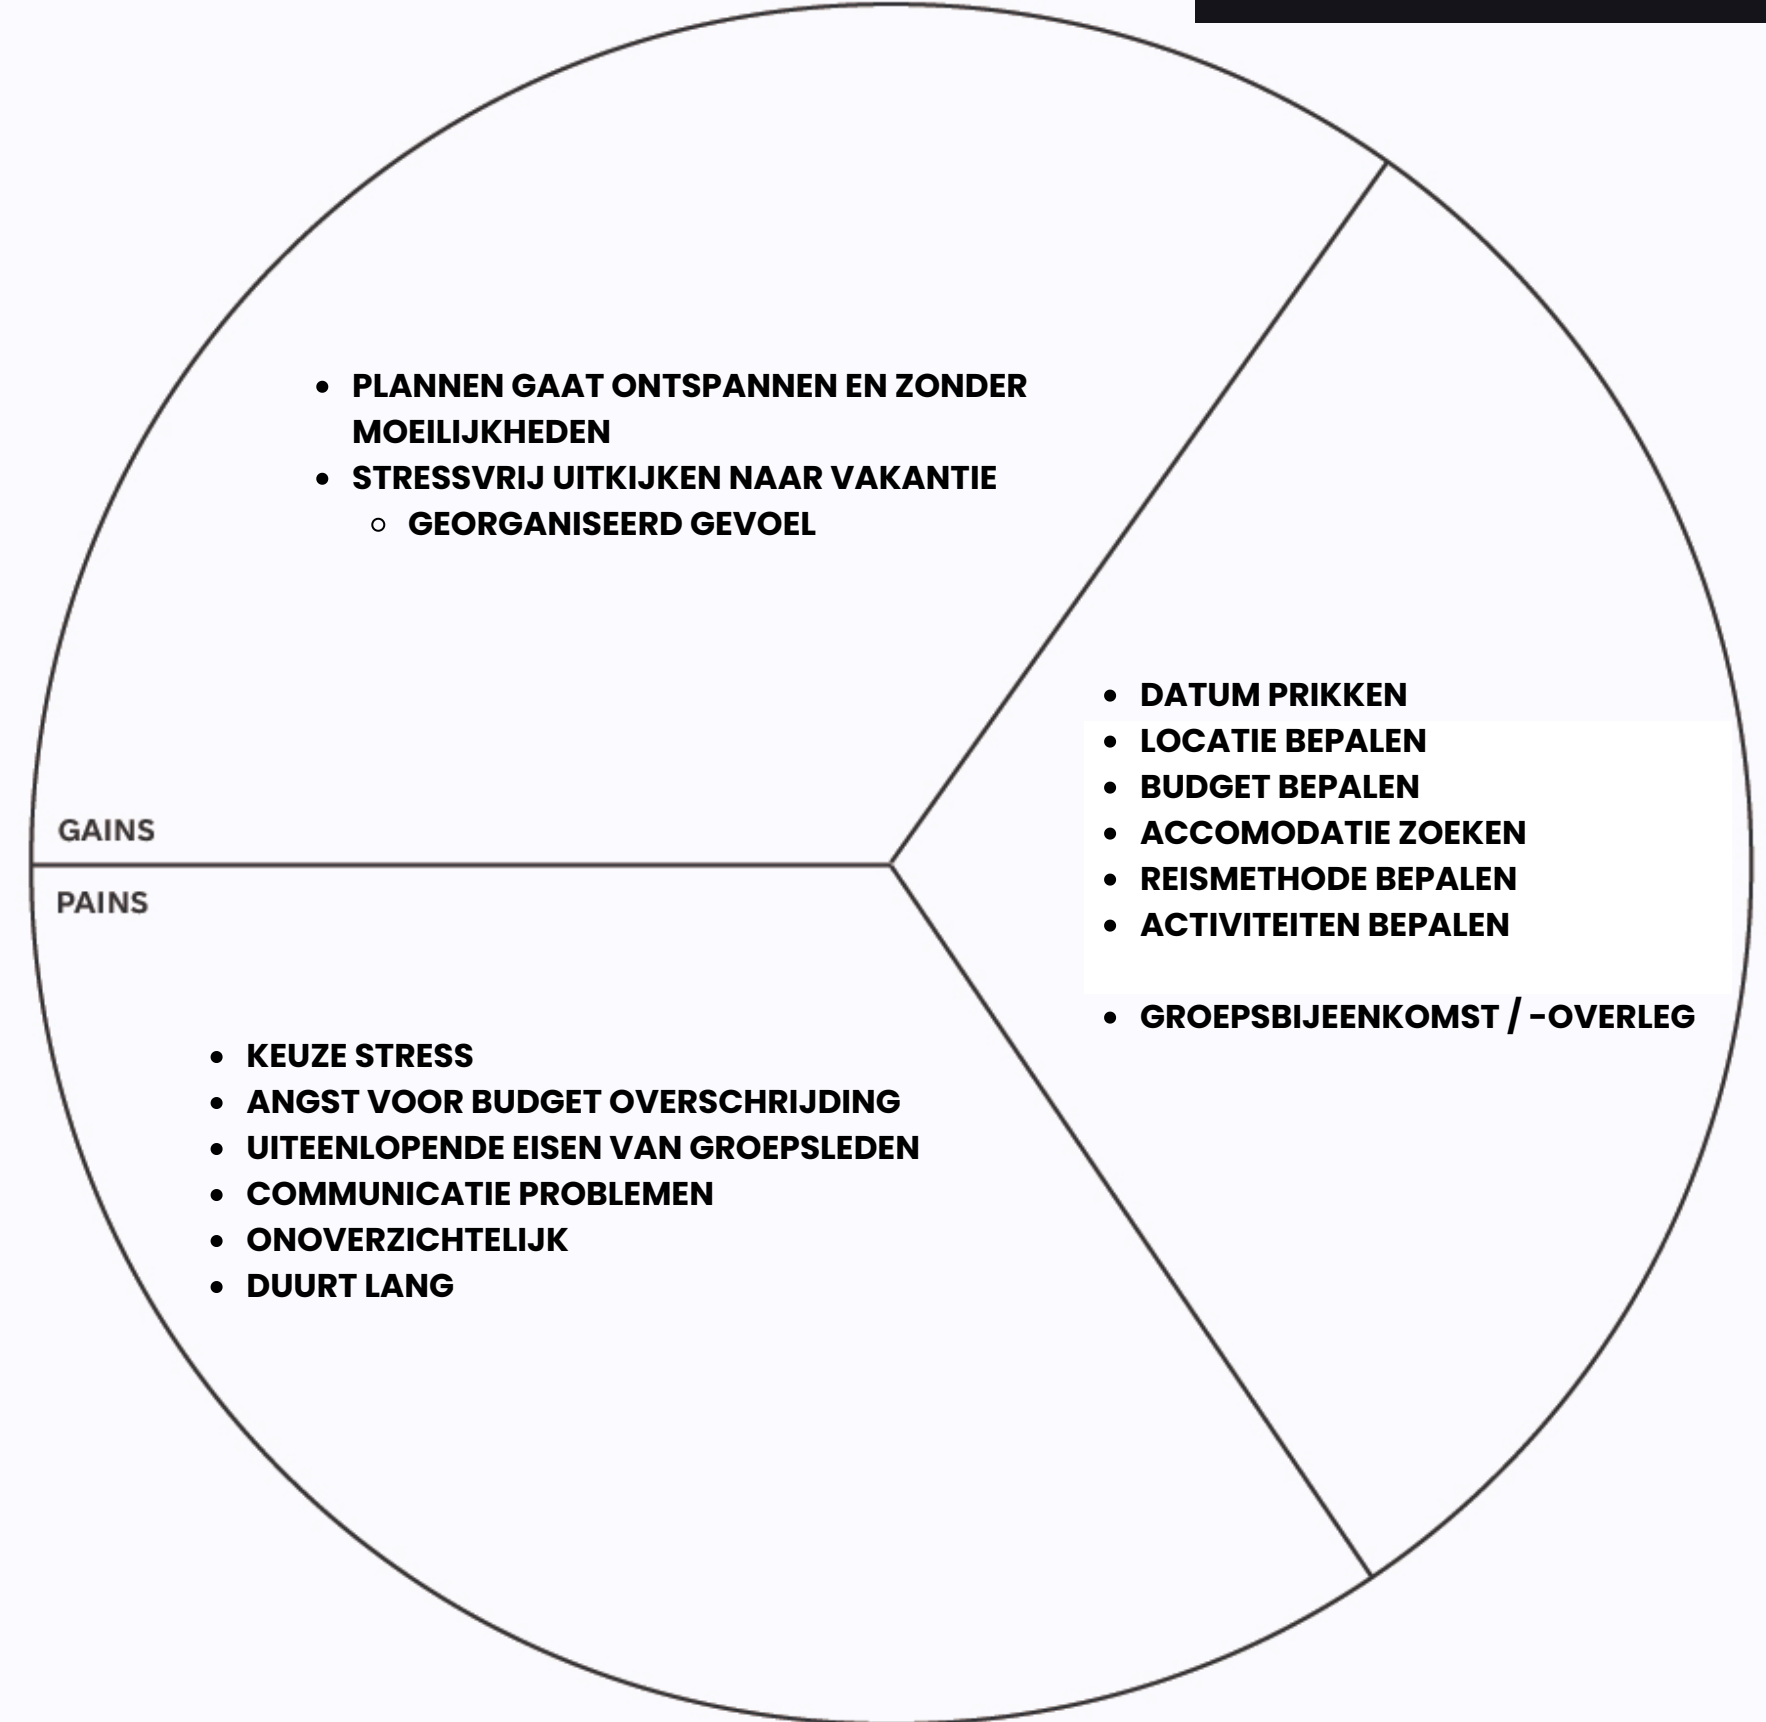 PLANNEN GAAT ONTSPANNEN EN ZONDER
MOEILIJKHEDEN
STRESSVRIJ UITKIJKEN NAAR VAKANTIE
GEORGANISEERD GEVOEL
GAINS
PAINS
KEUZE STRESS
ANGST VOOR BUDGET OVERSCHRIJDING
UITEENLOPENDE EISEN VAN GROEPSLEDEN
COMMUNICATIE PROBLEMEN
ONOVERZICHTELIJK
DUURT LANG
DATUM PRIKKEN
LOCATIE BEPALEN
BUDGET BEPALEN
ACCOMODATIE ZOEKEN
REISMETHODE BEPALEN
ACTIVITEITEN BEPALEN
GROEPSBIJEENKOMST / -OVERLEG